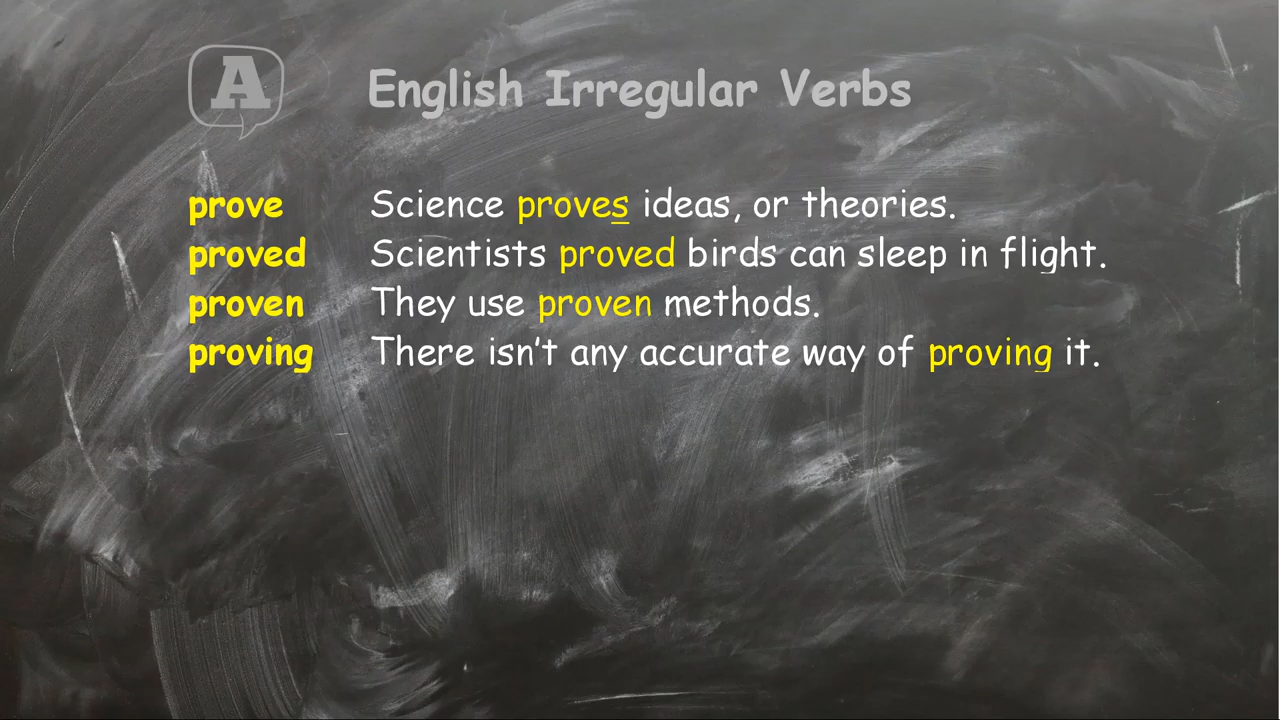 A English Irregular Verbs
prove Science proves ideas, or theories.
proved Scientists proved birds can sleep in flight.
proven They use proven methods.
proving There isn't any accurate way of proving it.